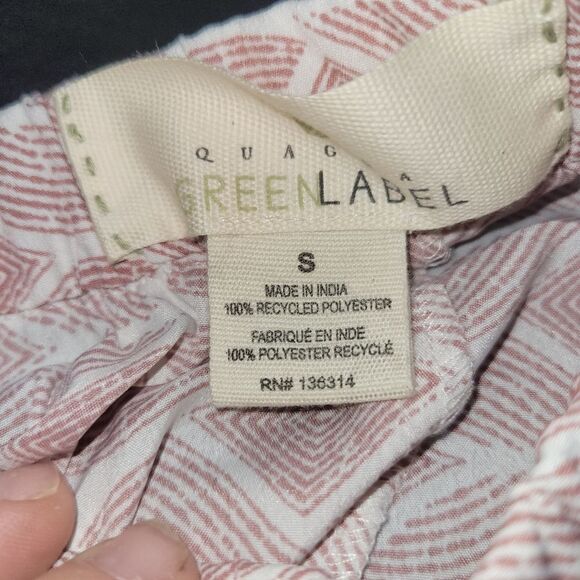 GREENLABEL
S
MADE IN INDIA
100% RECYCLED POLYESTER
FABRIQUÉ EN INDE
100% POLYESTER RECYCLÉ
RN# 136314